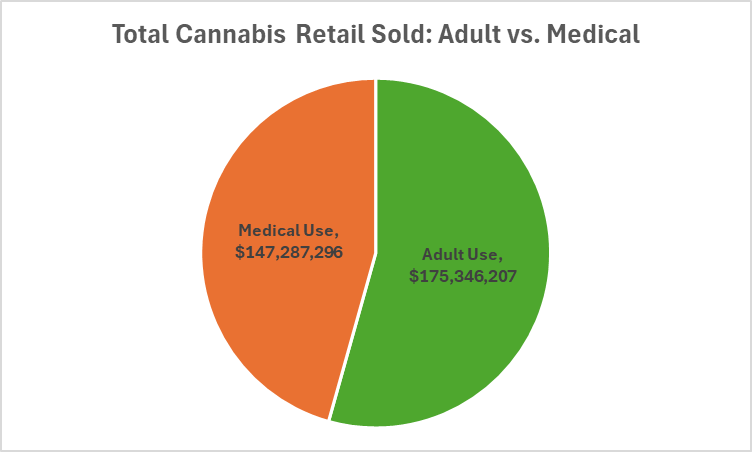 Total Cannabis Retail Sold: Adult vs. Medical
Medical Use,
$147,287,296
Adult Use,
$175,346,207